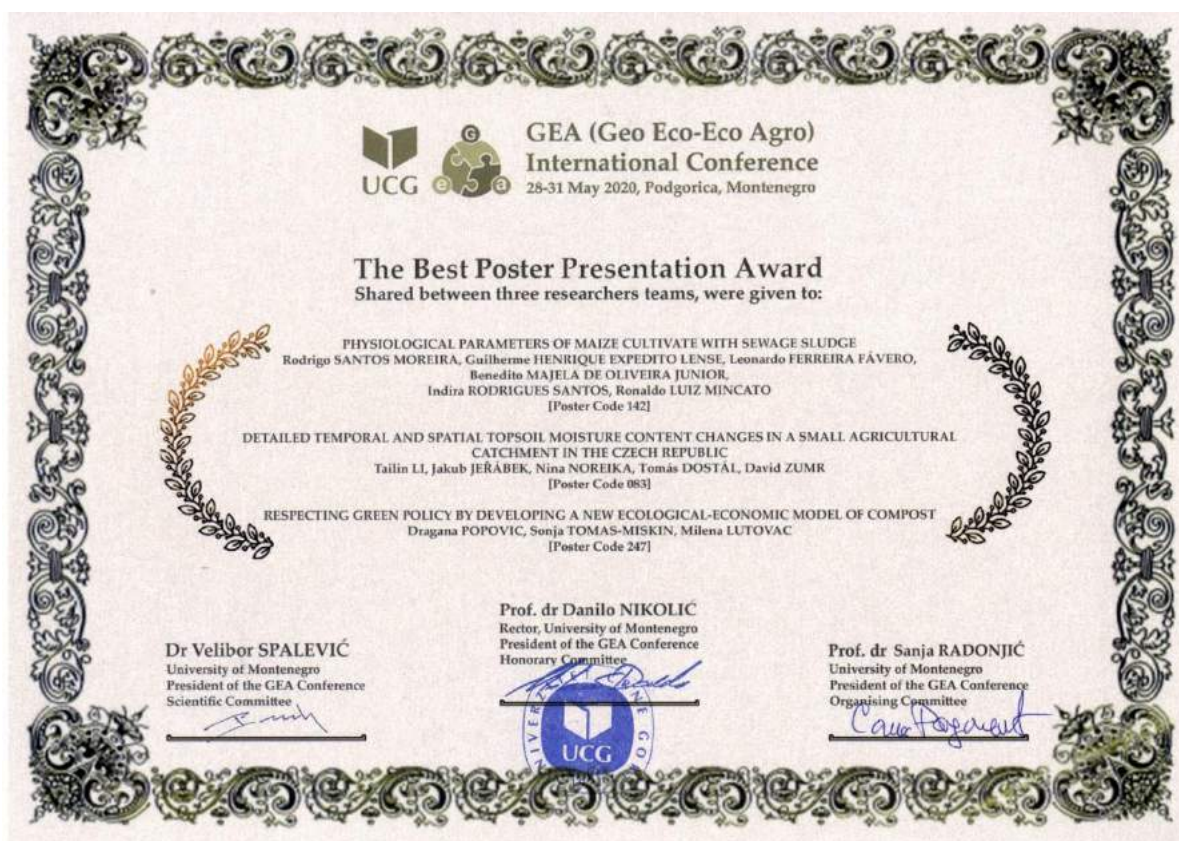 UCG
G
e a
GEA (Geo Eco-Eco Agro)
International Conference
28-31 May 2020, Podgorica, Montenegro
The Best Poster Presentation Award
Shared between three researchers teams, were given to:
PHYSIOLOGICAL PARAMETERS OF MAIZE CULTIVATE WITH SEWAGE SLUDGE
Rodrigo SANTOS MOREIRA, Guilherme HENRIQUE EXPEDITO LENSE, Leonardo FERREIRA FÁVERO,
Benedito MAJELA DE OLIVEIRA JUNIOR,
Indira RODRIGUES SANTOS, Ronaldo LUIZ MINCATO
[Poster Code 142]
DETAILED TEMPORAL AND SPATIAL TOPSOIL MOISTURE CONTENT CHANGES IN A SMALL AGRICULTURAL
CATCHMENT IN THE CZECH REPUBLIC
Tailin LI, Jakub JEŘÁBEK, Nina NOREIKA, Tomás DOSTÁL, David ZUMR
[Poster Code 083]
RESPECTING GREEN POLICY BY DEVELOPING A NEW ECOLOGICAL-ECONOMIC MODEL OF COMPOST
Dragana POPOVIC, Sonja TOMAS-MISKIN, Milena LUTOVAC
[Poster Code 247]
Prof. dr Danilo NIKOLIĆ
Rector, University of Montenegro
President of the GEA Conference
Honorary Committee
Dr Velibor SPALEVIĆ
University of Montenegro
President of the GEA Conference
Scientific Committee
Prof. dr Sanja RADONJIĆ
University of Montenegro
President of the GEA Conference
Organising Committee
UCG